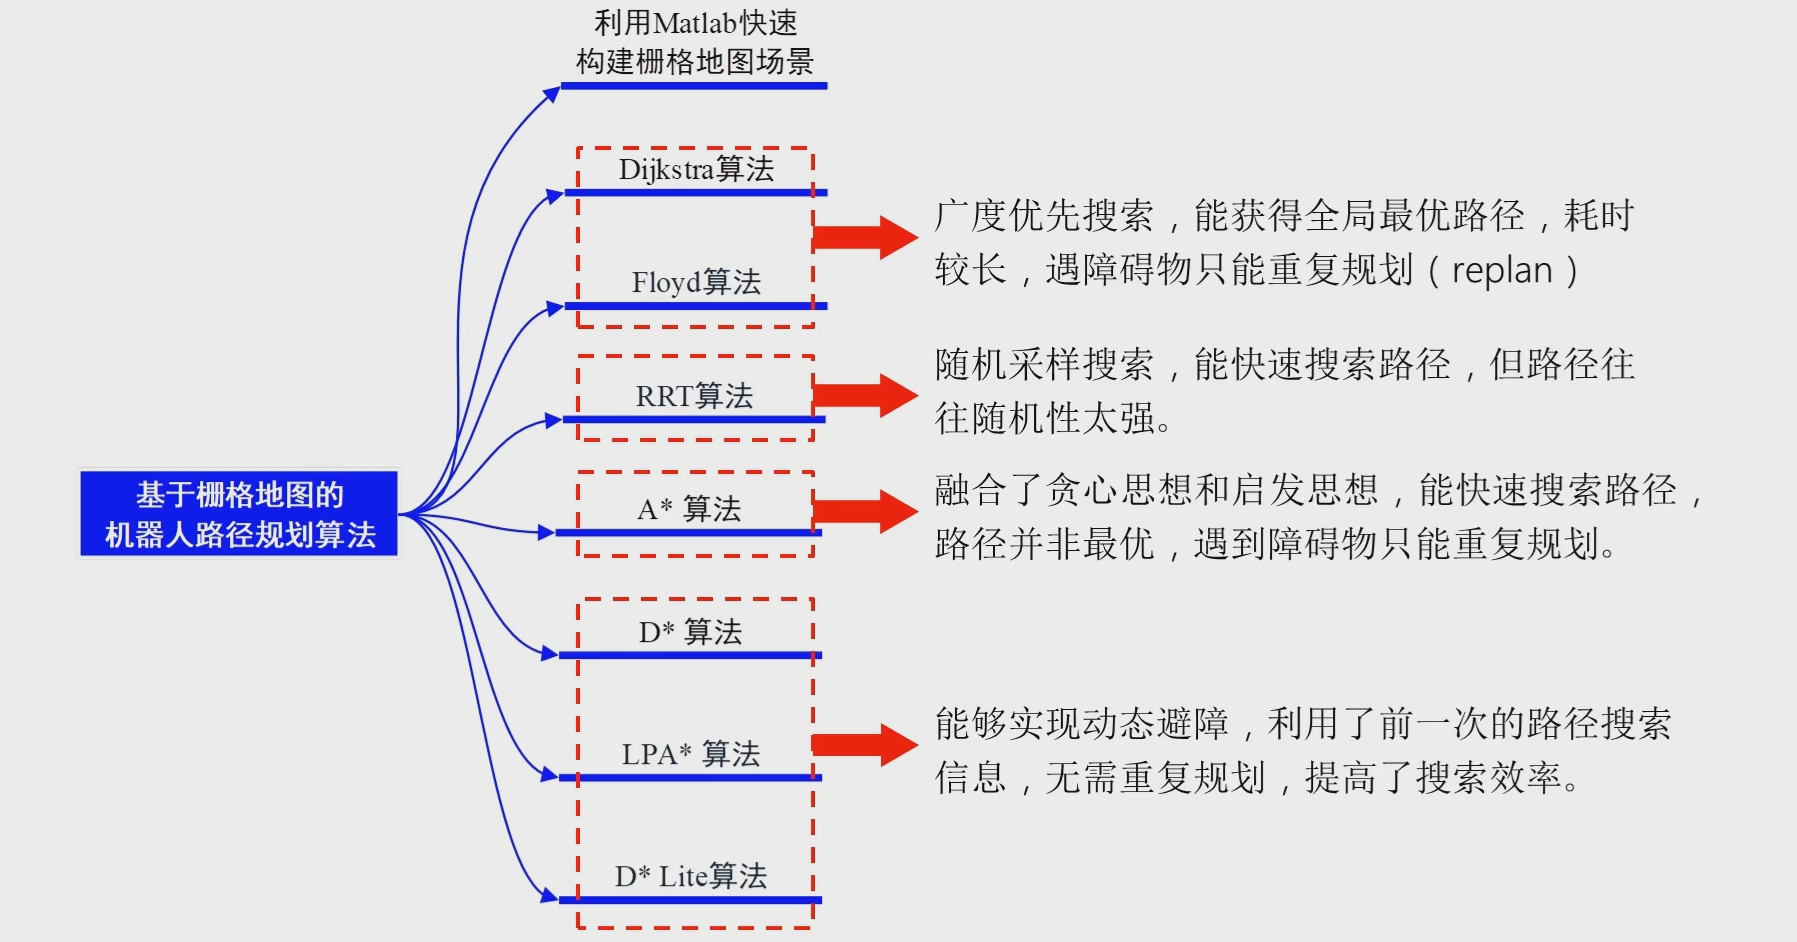 利用Matlab快速
构建栅格地图场景
Dijkstra算法
Floyd算法
广度优先搜索，能获得全局最优路径，耗时
较长，遇障碍物只能重复规划（replan）
RRT算法
随机采样搜索，能快速搜索路径，但路径往
往随机性太强。
基于栅格地图的
机器人路径规划算法
A* 算法
融合了贪心思想和启发思想，能快速搜索路径，
路径并非最优，遇到障碍物只能重复规划。
D* 算法
LPA* 算法
能够实现动态避障，利用了前一次的路径搜索
信息，无需重复规划，提高了搜索效率。
D* Lite算法